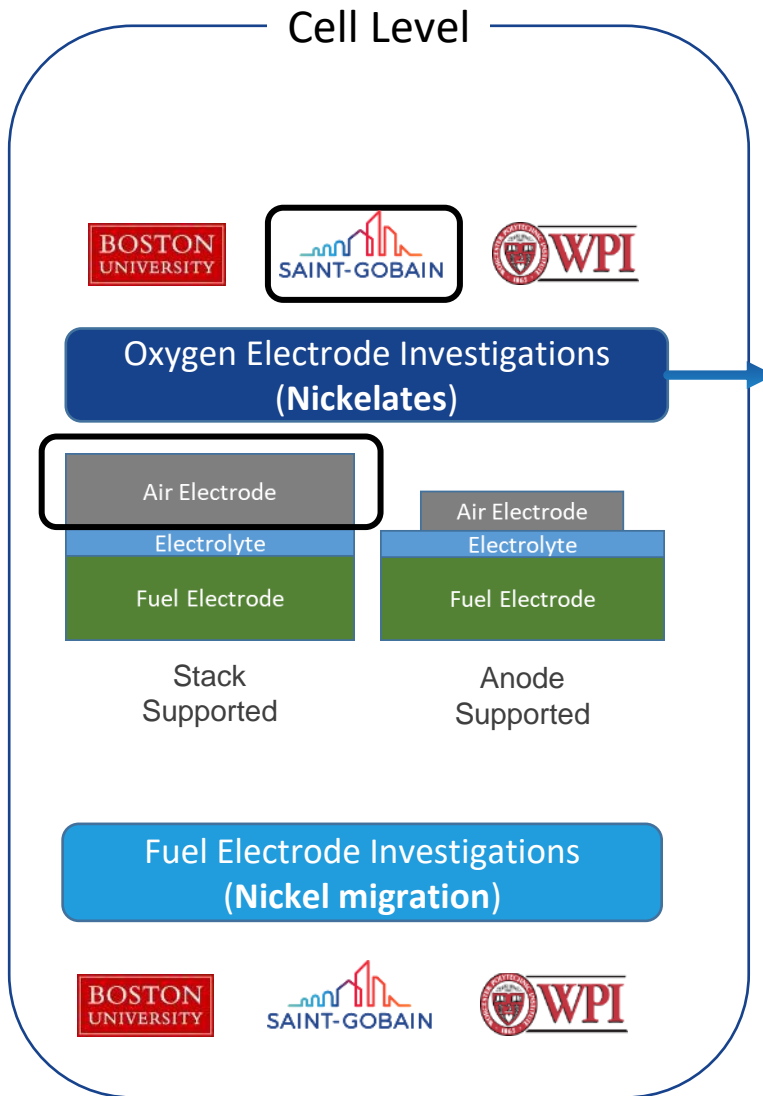 Cell Level
BOSTON
UNIVERSITY
SAINT-GOBAIN
WPI
Oxygen Electrode Investigations
(Nickelates)
Air Electrode
Electrolyte
Fuel Electrode
Stack
Supported
Air Electrode
Electrolyte
Fuel Electrode
Anode
Supported
Fuel Electrode Investigations
(Nickel migration)
BOSTON
UNIVERSITY
SAINT-GOBAIN
WPI